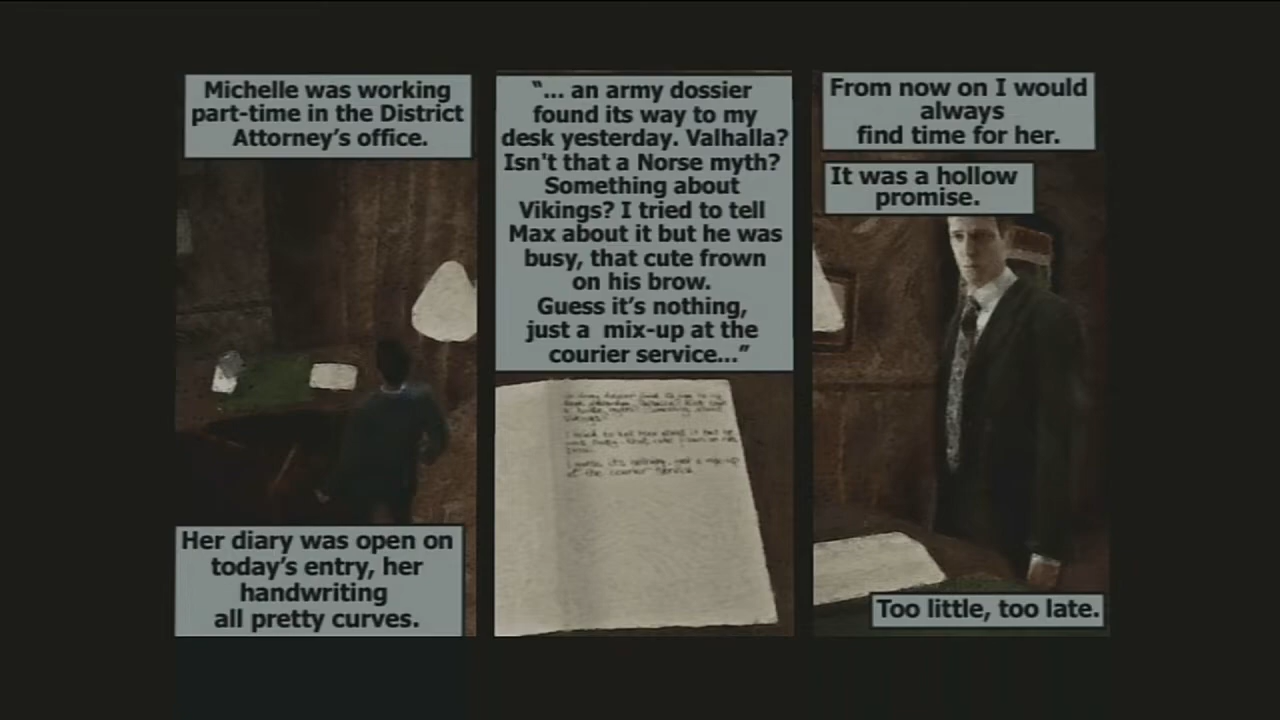 Michelle was working
part-time in the District
Attorney's office.
Her diary was open on
today's entry, her
handwriting
all pretty curves.
"... an army dossier
found its way to my
desk yesterday. Valhalla?
Isn't that a Norse myth?
Something about
Vikings? I tried to tell
Max about it but he was
busy, that cute frown
on his brow.
Guess it's nothing,
just a mix-up at the
courier service..."
From now on I would
always
find time for her.
It was a hollow
promise.
Too little, too late.